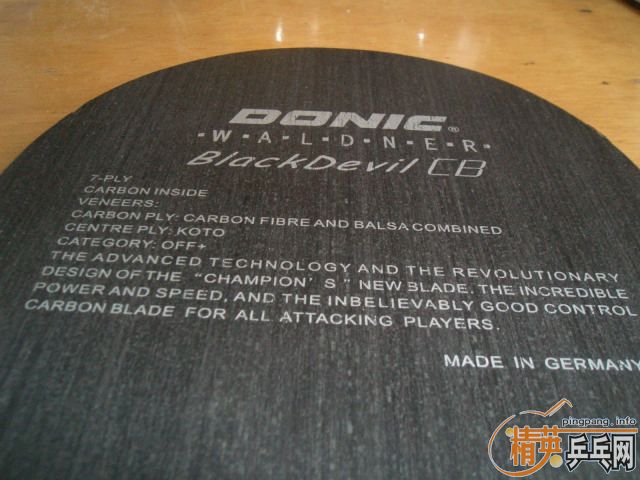 DONIC®
W·A·L·D·N·E·R
BlackDevil CB
7-PLY
CARBON INSIDE
VENEERS:
CARBON PLY: CARBON FIBRE AND BALSA COMBINED
CENTRE PLY: KOTO
CATEGORY: OFF+
THE ADVANCED TECHNOLOGY AND THE REVOLUTIONARY
DESIGN OF THE "CHAMPION' S " NEW BLADE. THE INCREDIBLE
POWER AND SPEED, AND THE INBELIEVABLY GOOD CONTROL
CARBON BLADE FOR ALL ATTACKING PLAYERS.
MADE IN GERMANY
pingpang.info
精英乒乓网